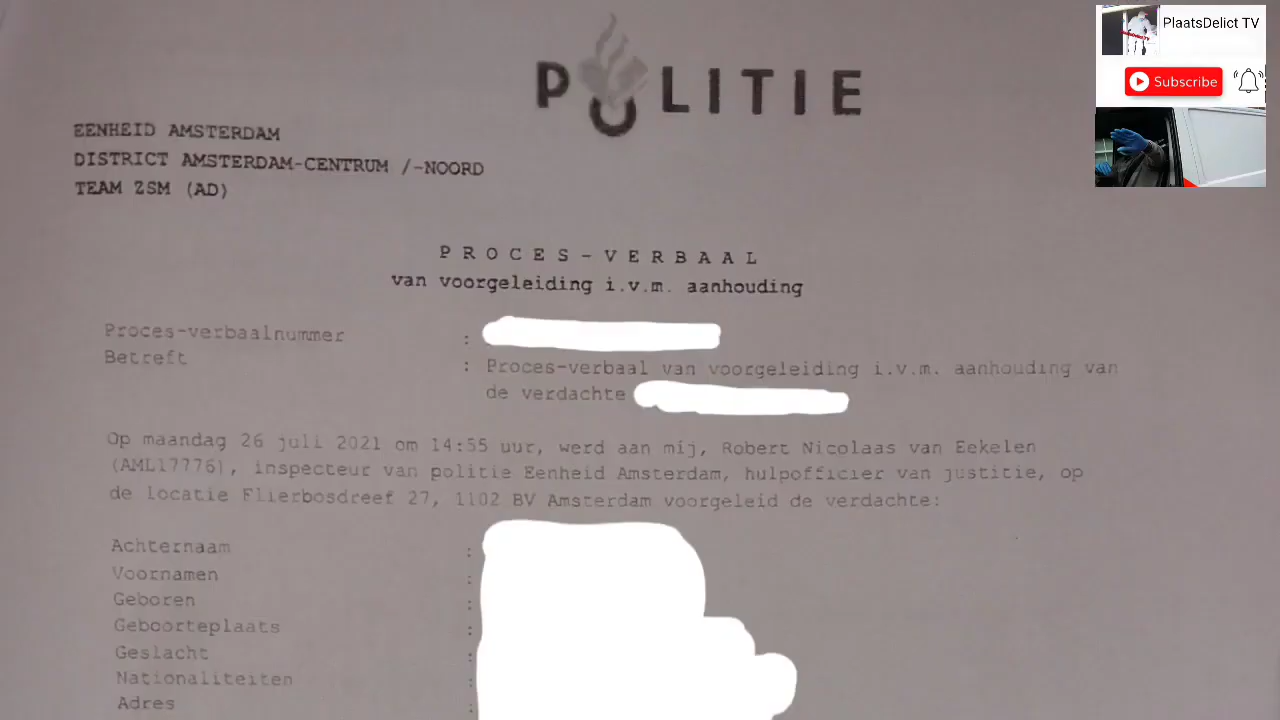 POLITIE
EENHEID AMSTERDAM
DISTRICT AMSTERDAM-CENTRUM /-NOORD
TEAM ZSM (AD)
PROCES-VERBAAL
van voorgeleiding i.v.m. aanhouding
Proces-verbaalnummer :
Betreft : Proces-verbaal van voorgeleiding i.v.m. aanhouding van
de verdachte
Op maandag 26 juli 2021 om 14:55 uur, werd aan mij, Robert Nicolaas van Eekelen
(AML17776), inspecteur van politie Eenheid Amsterdam, hulpofficier van justitie, op
de locatie Flierbosdreef 27, 1102 BV Amsterdam voorgeleid de verdachte:
Achternaam :
Voornamen :
Geboren :
Geboorteplaats :
Geslacht :
Nationaliteiten :
Adres :
PlaatsDelict TV
Subscribe